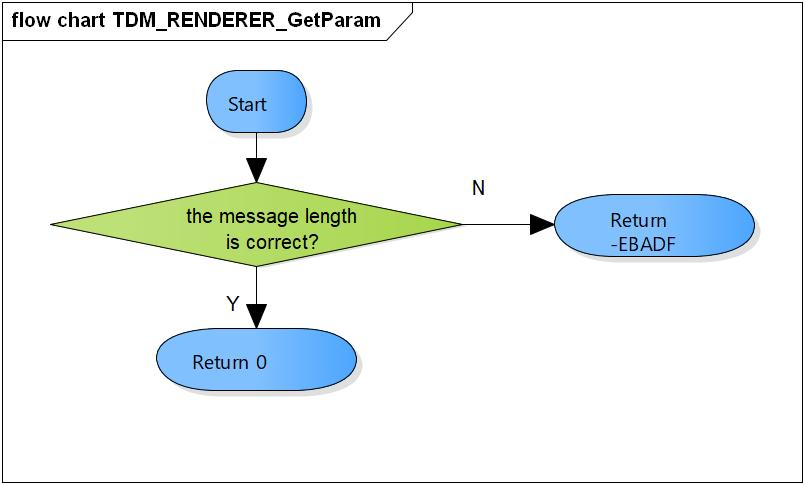 flow chart TDM_RENDERER_GetParam
Start
the message length
is correct?
N
Return
-EBADF
Y
Return 0